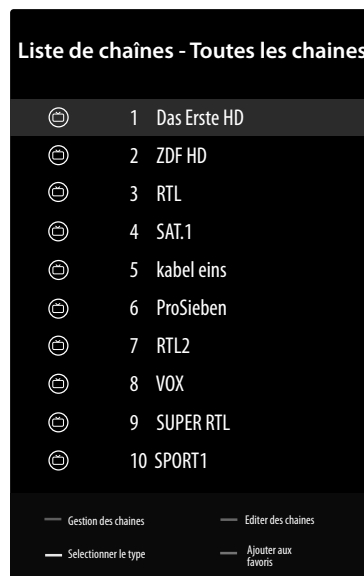 Liste de chaînes - Toutes les chaines
1 Das Erste HD
2 ZDF HD
3 RTL
4 SAT.1
5 kabel eins
6 ProSieben
7 RTL2
8 VOX
9 SUPER RTL
10 SPORT1
Gestion des chaines
Editer des chaines
Selectionner le type
Ajouter aux
favoris